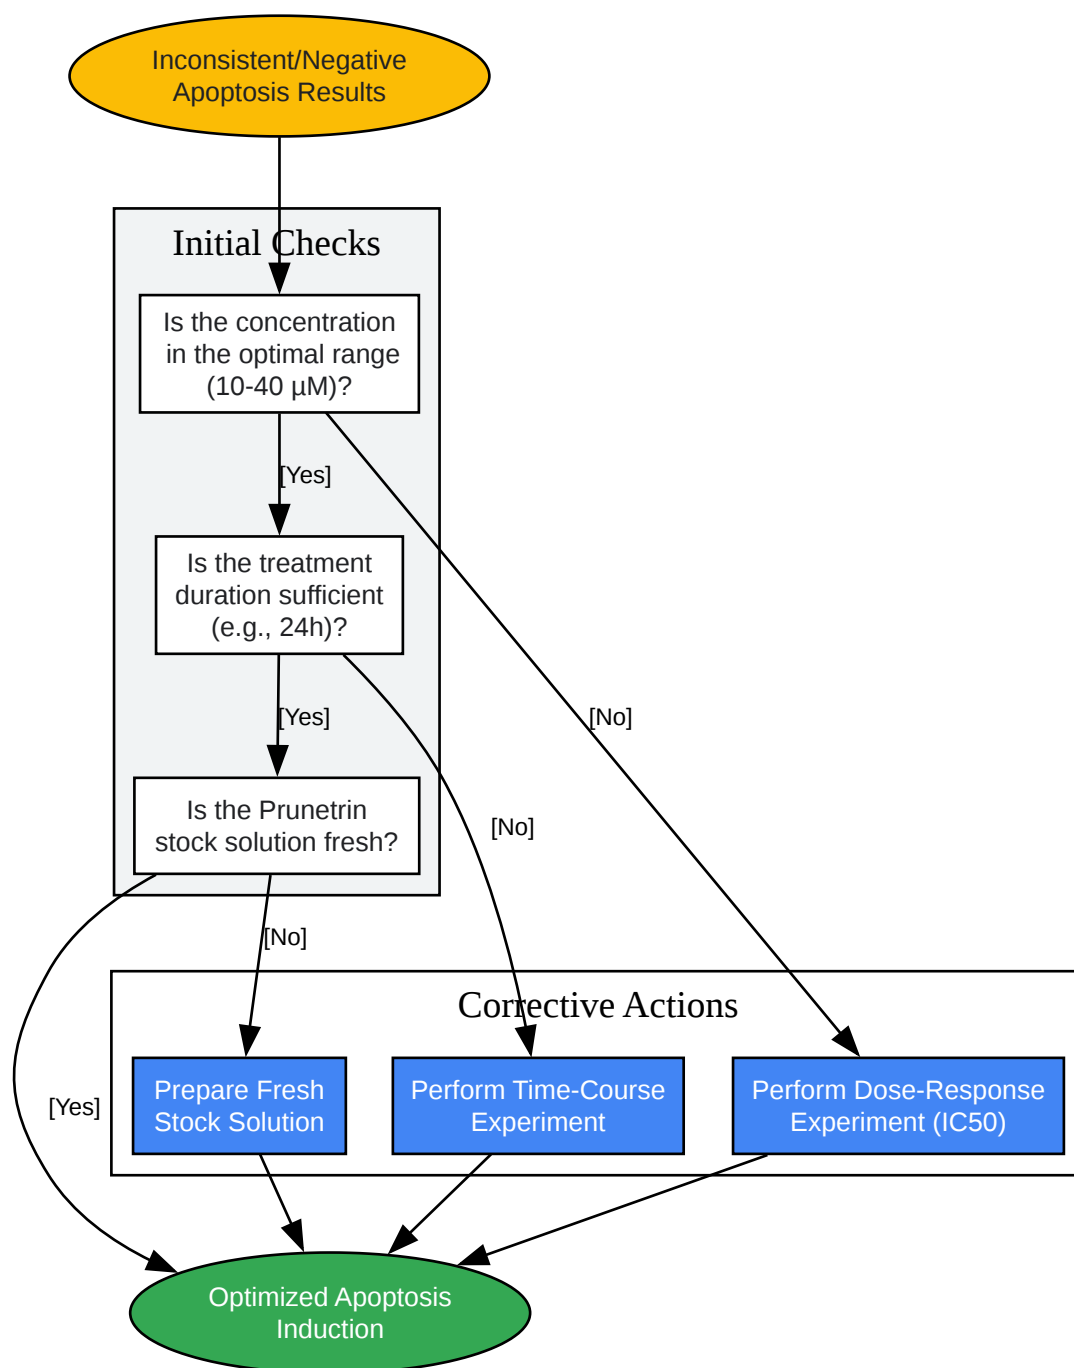 Inconsistent/Negative
Apoptosis Results
Initial Checks
Is the concentration
in the optimal range
(10-40 µM)?
[Yes]
Is the treatment
duration sufficient
(e.g., 24h)?
[Yes]
[No]
Is the Prunetrin
stock solution fresh?
[No]
[No]
Corrective Actions
Prepare Fresh
Stock Solution
Perform Time-Course
Experiment
Perform Dose-Response
Experiment (IC50)
[Yes]
Optimized Apoptosis
Induction